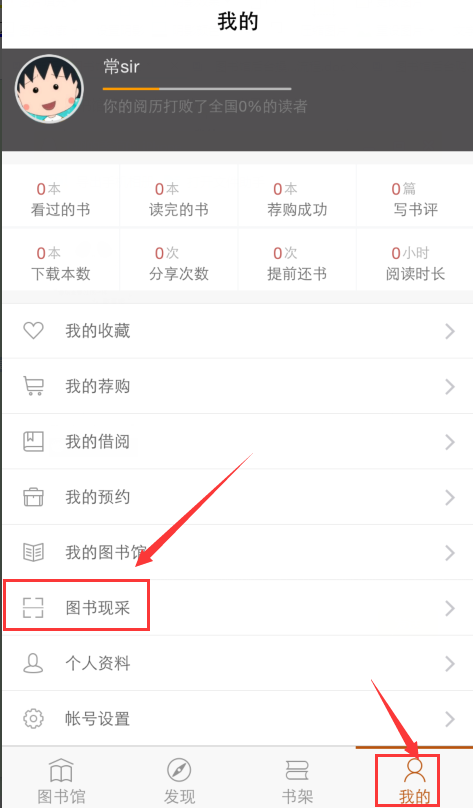 我的
常sir
你的阅历打败了全国0%的读者
0本 0本 0本 0篇
看过的书 读完的书 荐购成功 写书评
0本 0次 0次 0小时
下载本数 分享次数 提前还书 阅读时长
我的收藏
我的荐购
我的借阅
我的预约
我的图书馆
图书现采
个人资料
帐号设置
图书馆 发现 书架 我的